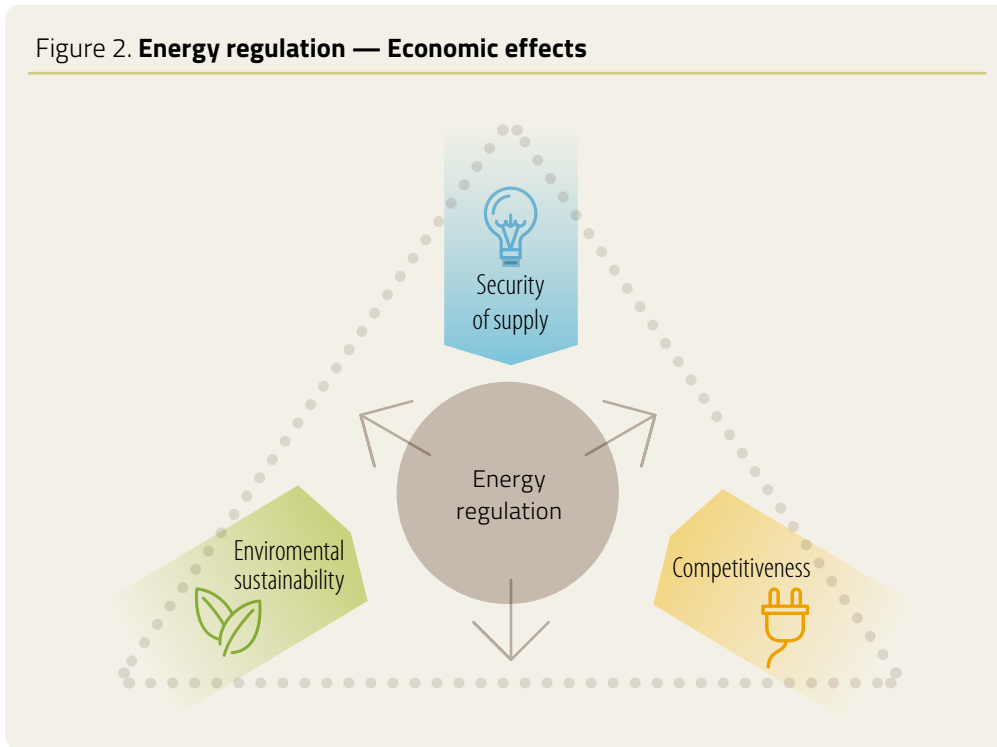 Figure 2. Energy regulation — Economic effects
Security
of supply
Energy
regulation
Enviromental
sustainability
Competitiveness